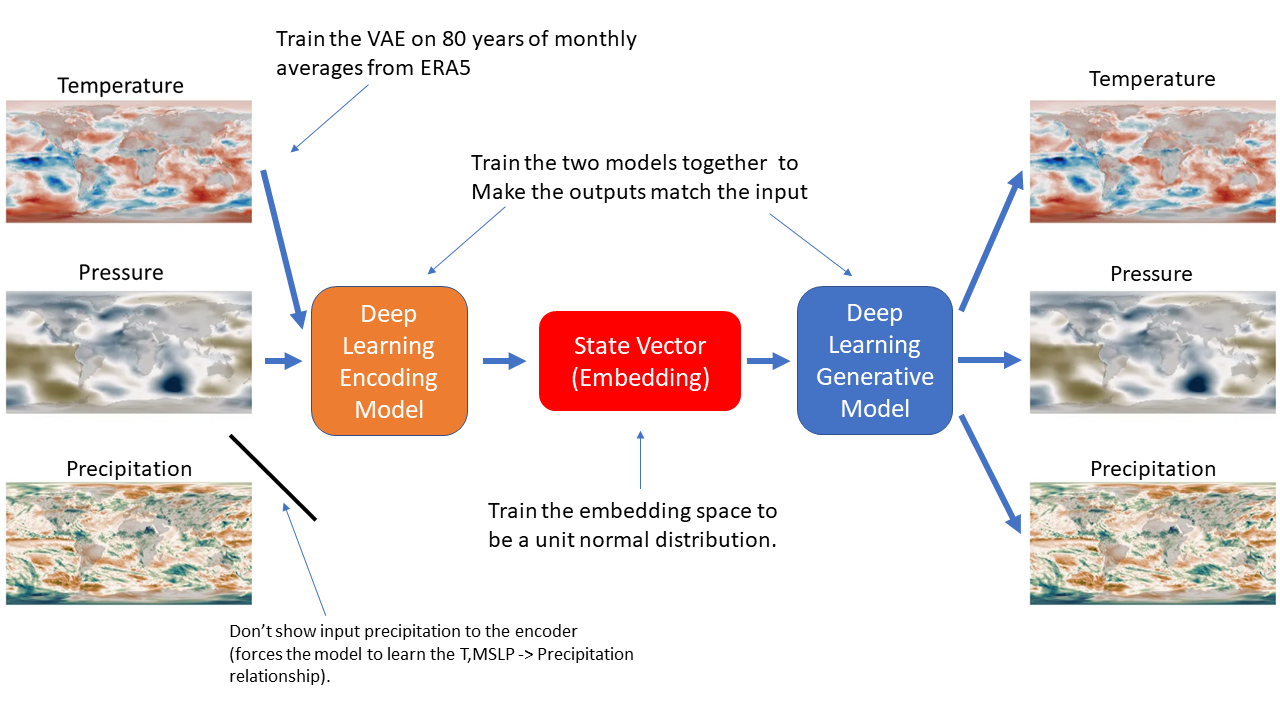 Train the VAE on 80 years of monthly
averages from ERA5
Temperature
Temperature
Train the two models together to
Make the outputs match the input
Pressure
Pressure
Deep
Learning
Encoding
Model
State Vector
(Embedding)
Deep
Learning
Generative
Model
Precipitation
Precipitation
Train the embedding space to
be a unit normal distribution.
Don’t show input precipitation to the encoder
(forces the model to learn the T,MSLP -> Precipitation
relationship).